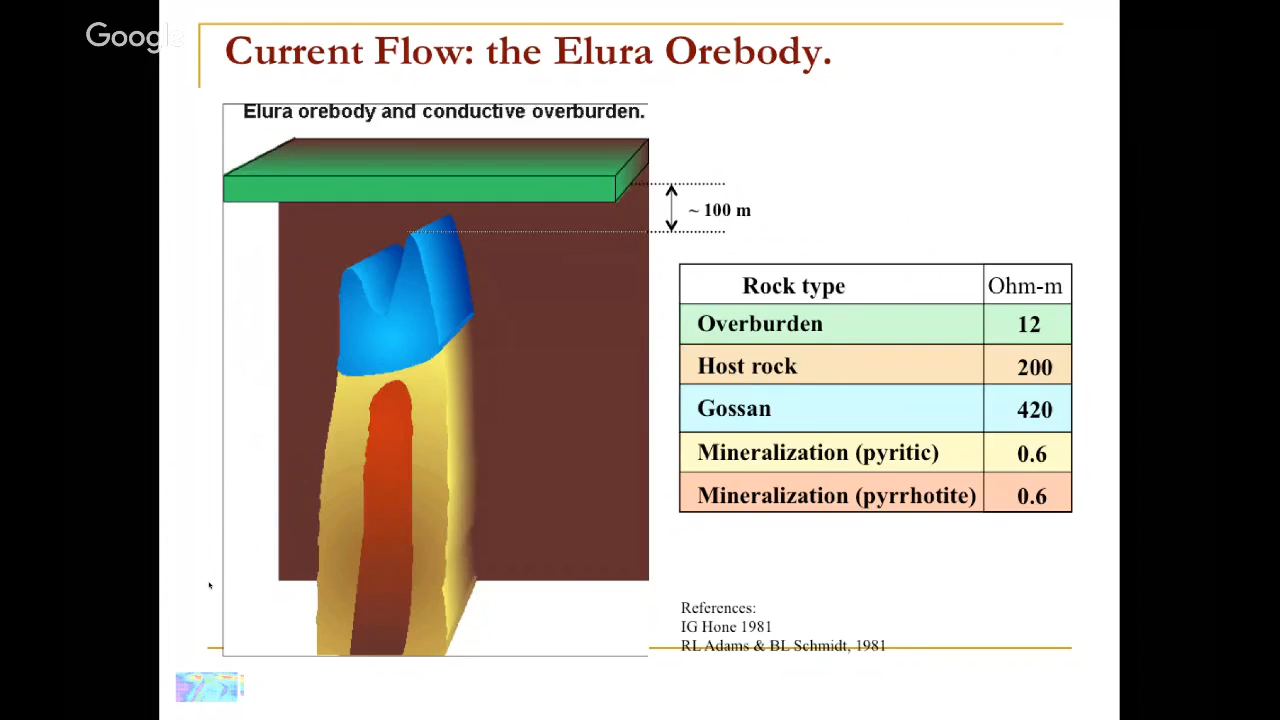 Google
Current Flow: the Elura Orebody.
Elura orebody and conductive overburden.
~ 100 m
Rock type Ohm-m
Overburden 12
Host rock 200
Gossan 420
Mineralization (pyritic) 0.6
Mineralization (pyrrhotite) 0.6
References:
IG Hone 1981
RL Adams & BL Schmidt, 1981